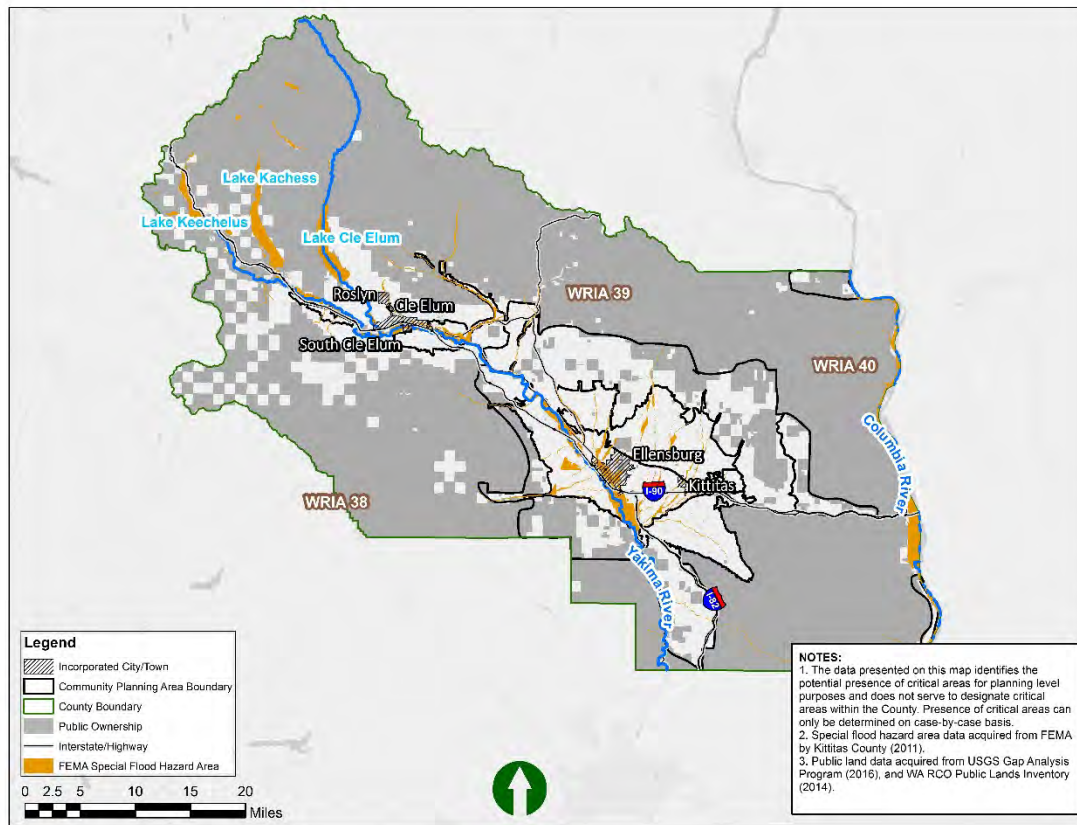 Lake Kachess
Lake Keechelus
Lake Cle Elum
Roslyn
Cle Elum
South Cle Elum
WRIA 39
WRIA 40
Columbia River
Ellensburg
Kittitas
I-90
WRIA 38
Yakima River
I-82
Legend
Incorporated City/Town
Community Planning Area Boundary
County Boundary
Public Ownership
Interstate/Highway
FEMA Special Flood Hazard Area
0 2.5 5 10 15 20
Miles
NOTES:
1. The data presented on this map identifies the
potential presence of critical areas for planning level
purposes and does not serve to designate critical
areas within the County. Presence of critical areas can
only be determined on case-by-case basis.
2. Special flood hazard area data acquired from FEMA
by Kittitas County (2011).
3. Public land data acquired from USGS Gap Analysis
Program (2016), and WA RCO Public Lands Inventory
(2014).